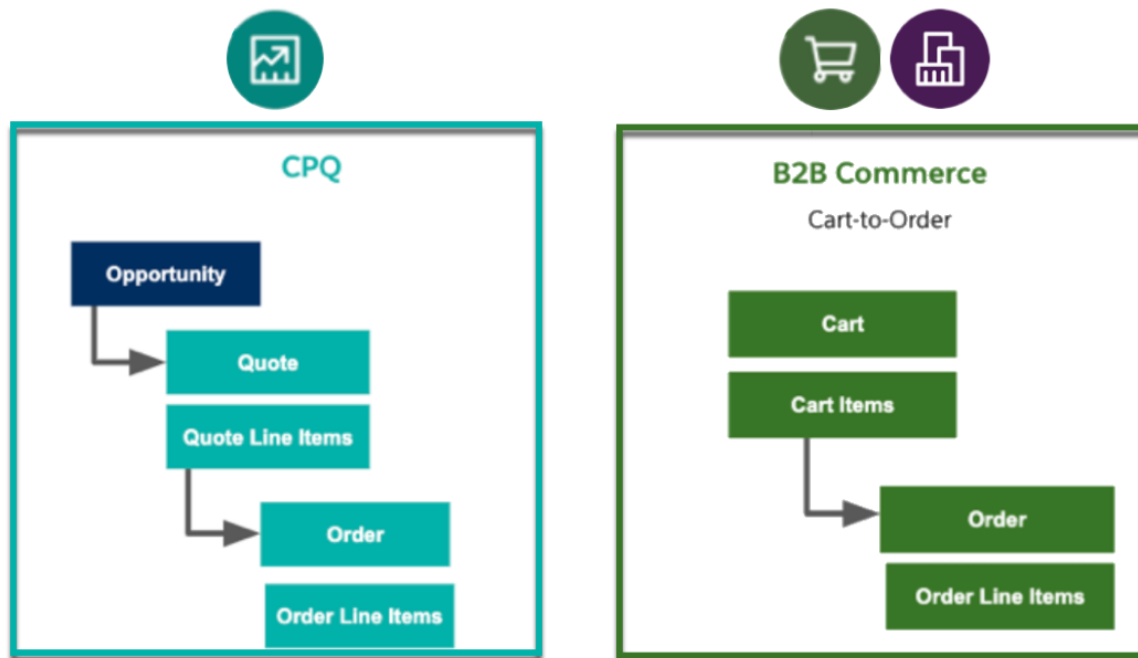 CPQ
Opportunity
Quote
Quote Line Items
Order
Order Line Items
B2B Commerce
Cart-to-Order
Cart
Cart Items
Order
Order Line Items